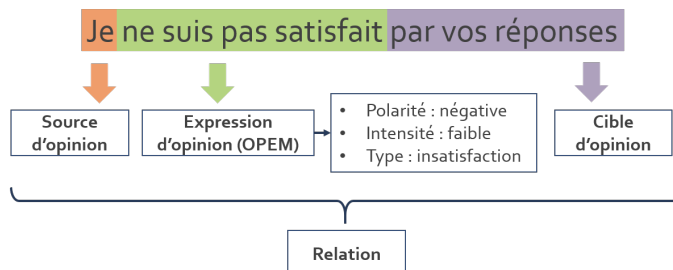 Je ne suis pas satisfait par vos réponses
Source
d'opinion
Expression
d'opinion (OPEM)
• Polarité : négative
• Intensité : faible
• Type : insatisfaction
Cible
d'opinion
Relation